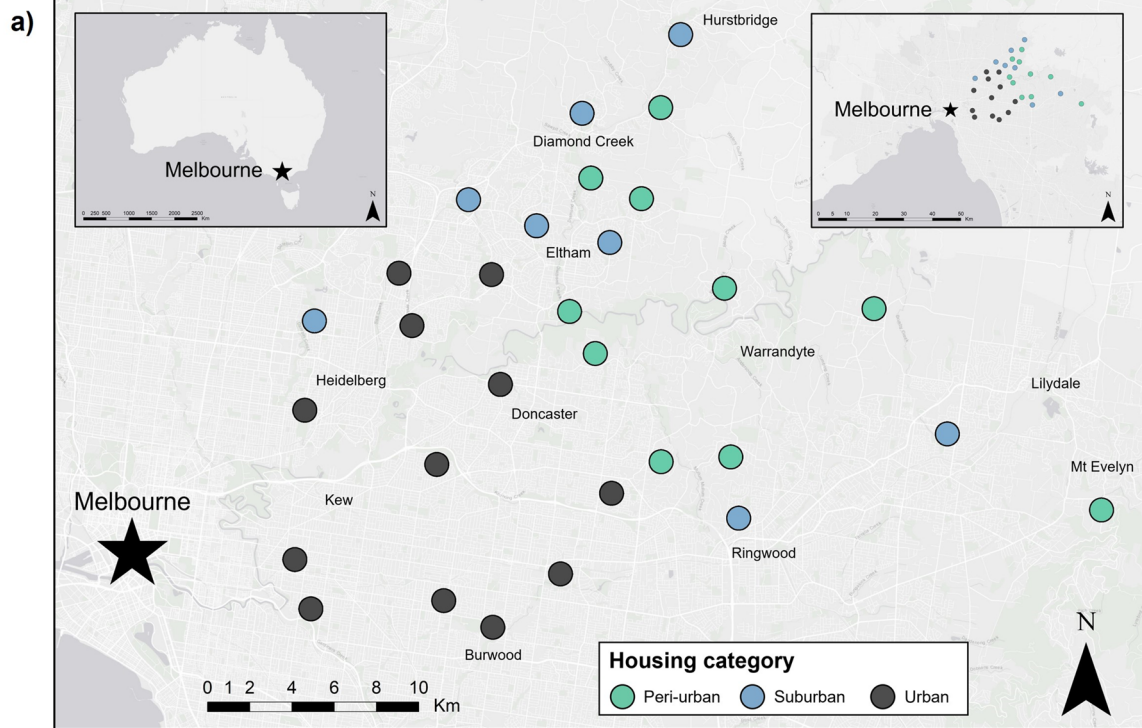 a)
Melbourne
N
0 250 500 1000 1500 2000 2500
Km
Melbourne
N
0 5 10 20 30 40 50
Km
Hurstbridge
Diamond Creek
Eltham
Warrandyte
Heidelberg
Lilydale
Doncaster
Mt Evelyn
Kew
Melbourne
Ringwood
Burwood
N
0 1 2 4 6 8 10
Km
Housing category
Peri-urban Suburban Urban